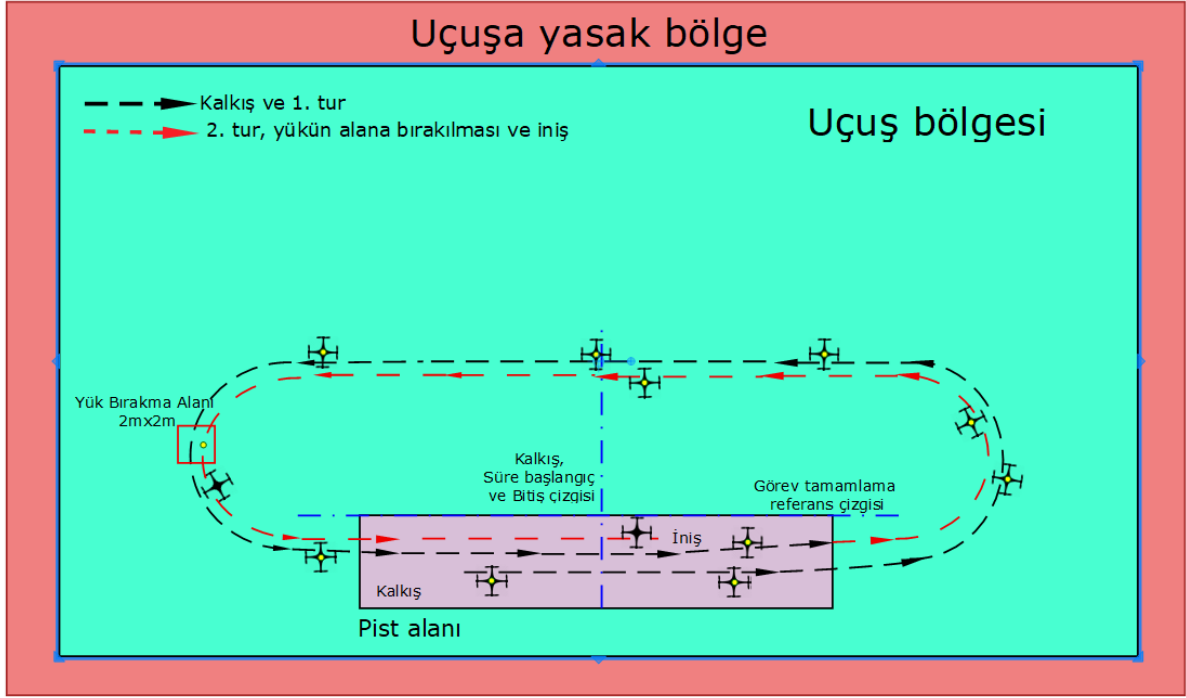 Uçuşa yasak bölge
Kalkış ve 1. tur
2. tur, yükün alana bırakılması ve iniş
Uçuş bölgesi
Yük Bırakma Alanı
2mx2m
Kalkış,
Süre başlangıç
ve Bitiş çizgisi
Görev tamamlama
referans çizgisi
İniş
Kalkış
Pist alanı